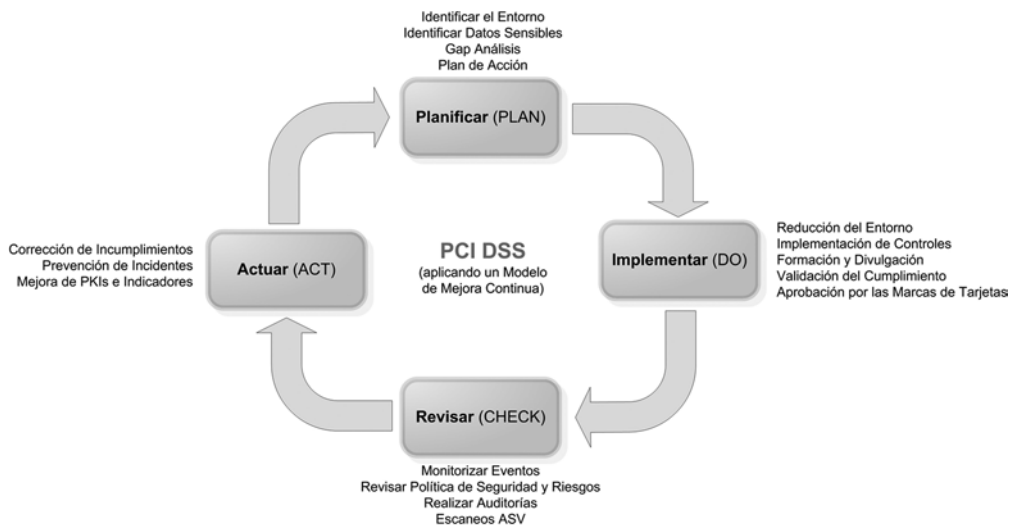 Identificar el Entorno
Identificar Datos Sensibles
Gap Análisis
Plan de Acción
Planificar (PLAN)
Reducción del Entorno
Implementación de Controles
Formación y Divulgación
Validación del Cumplimiento
Aprobación por las Marcas de Tarjetas
Implementar (DO)
PCI DSS
(aplicando un Modelo
de Mejora Continua)
Corrección de Incumplimientos
Prevención de Incidentes
Mejora de PKIs e Indicadores
Actuar (ACT)
Revisar (CHECK)
Monitorizar Eventos
Revisar Política de Seguridad y Riesgos
Realizar Auditorías
Escaneos ASV